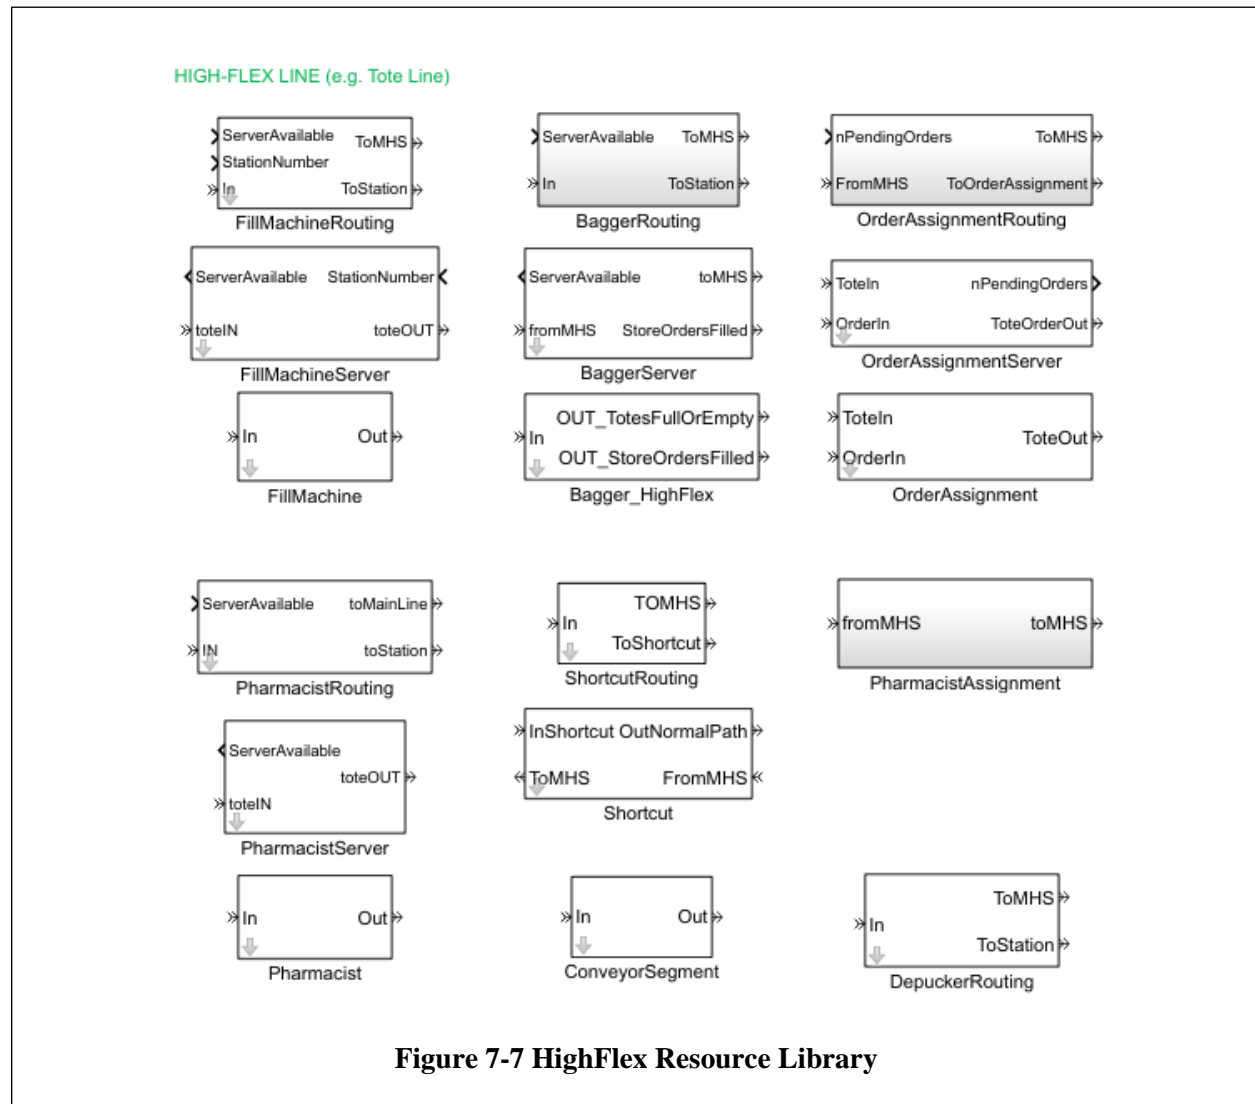 HIGH-FLEX LINE (e.g. Tote Line)
ServerAvailable ToMHS
StationNumber
In ToStation
FillMachineRouting
ServerAvailable ToMHS
In ToStation
BaggerRouting
nPendingOrders ToMHS
FromMHS ToOrderAssignment
OrderAssignmentRouting
ServerAvailable StationNumber
toteIN toteOUT
FillMachineServer
ServerAvailable toMHS
fromMHS StoreOrdersFilled
BaggerServer
ToteIn nPendingOrders
OrderIn ToteOrderOut
OrderAssignmentServer
In Out
FillMachine
OUT_TotesFullOrEmpty
In
OUT_StoreOrdersFilled
Bagger_HighFlex
ToteIn
ToteOut
OrderIn
OrderAssignment
ServerAvailable toMainLine
IN toStation
PharmacistRouting
TOMHS
In
ToShortcut
ShortcutRouting
fromMHS toMHS
PharmacistAssignment
ServerAvailable
toteOUT
toteIN
PharmacistServer
InShortcut OutNormalPath
ToMHS FromMHS
Shortcut
In Out
Pharmacist
In Out
ConveyorSegment
ToMHS
In
ToStation
DepuckerRouting
Figure 7-7 HighFlex Resource Library